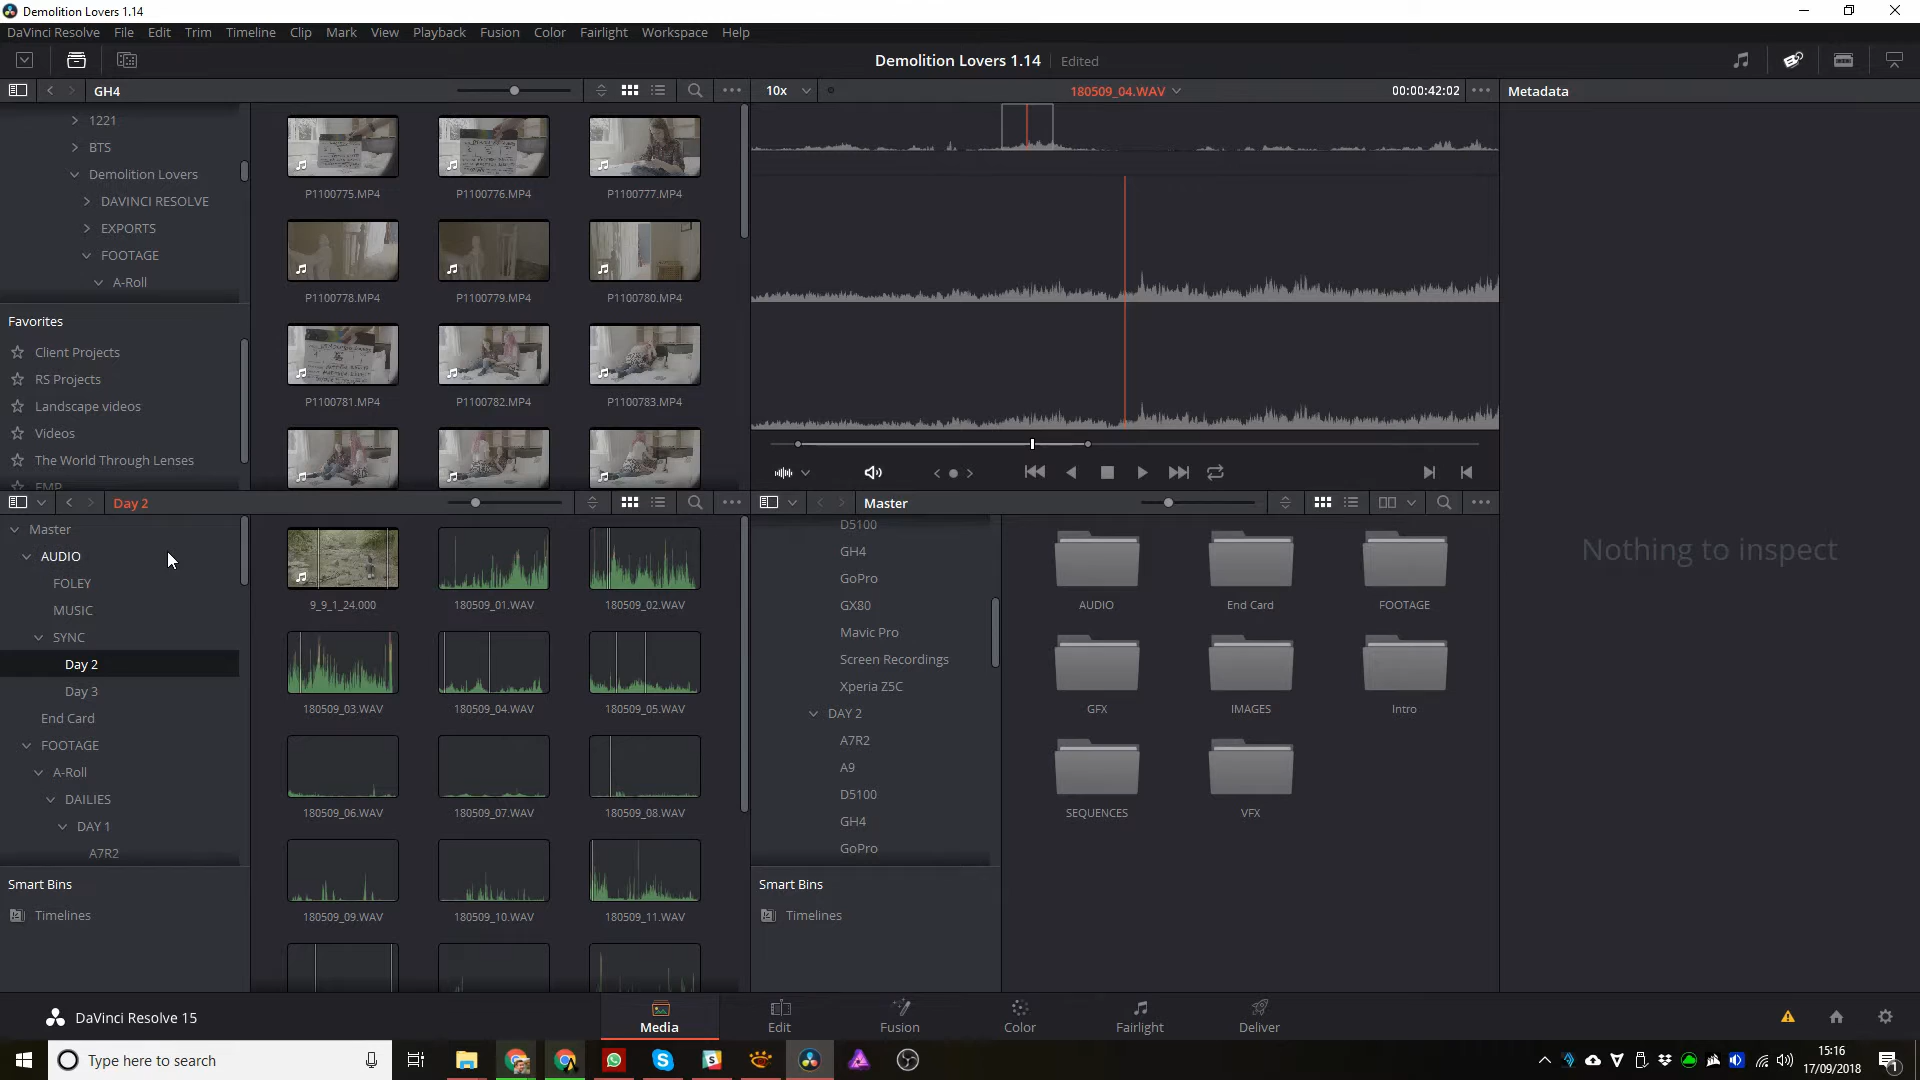 Demolition Lovers 1.14
DaVinci Resolve File Edit Trim Timeline Clip Mark View Playback Fusion Color Fairlight Workspace Help
Demolition Lovers 1.14 Edited
GH4
10x
180509_04.WAV
00:00:42:02
Metadata
1221
BTS
Demolition Lovers
DAVINCI RESOLVE
EXPORTS
FOOTAGE
A-Roll
Favorites
Client Projects
RS Projects
Landscape videos
Videos
The World Through Lenses
P1100775.MP4 P1100776.MP4 P1100777.MP4
P1100778.MP4 P1100779.MP4 P1100780.MP4
P1100781.MP4 P1100782.MP4 P1100783.MP4
Day 2
Master
AUDIO
FOLEY
MUSIC
SYNC
Day 2
Day 3
End Card
FOOTAGE
A-Roll
DAILIES
DAY 1
A7R2
Smart Bins
Timelines
9_9_1_24.000 180509_01.WAV 180509_02.WAV
180509_03.WAV 180509_04.WAV 180509_05.WAV
180509_06.WAV 180509_07.WAV 180509_08.WAV
180509_09.WAV 180509_10.WAV 180509_11.WAV
Master
D5100
GH4
GoPro
GX80
Mavic Pro
Screen Recordings
Xperia Z5C
DAY 2
A7R2
A9
D5100
GH4
GoPro
Smart Bins
Timelines
AUDIO End Card FOOTAGE
GFX IMAGES Intro
SEQUENCES VFX
Nothing to inspect
DaVinci Resolve 15
Media Edit Fusion Color Fairlight Deliver
Type here to search
15:16
17/09/2018